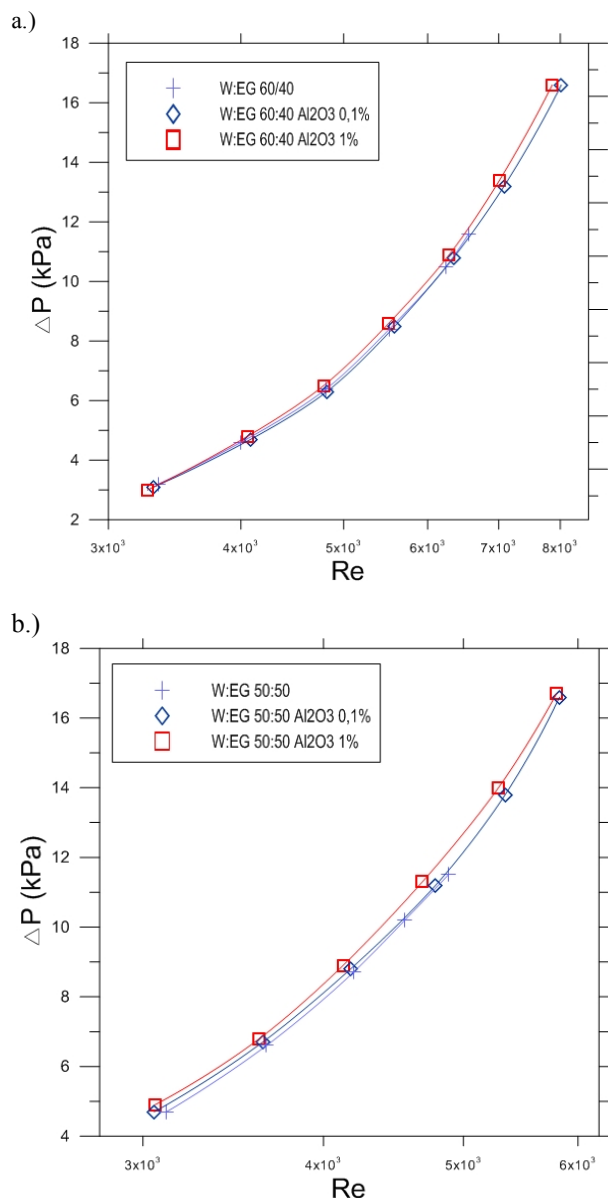 a.)
18
16
14
12
10
8
6
4
2
△P (kPa)
W:EG 60/40
W:EG 60:40 Al2O3 0,1%
W:EG 60:40 Al2O3 1%
3x10³ 4x10³ 5x10³ 6x10³ 7x10³ 8x10³
Re
b.)
18
16
14
12
10
8
6
4
△P (kPa)
W:EG 50:50
W:EG 50:50 Al2O3 0,1%
W:EG 50:50 Al2O3 1%
3x10³ 4x10³ 5x10³ 6x10³
Re